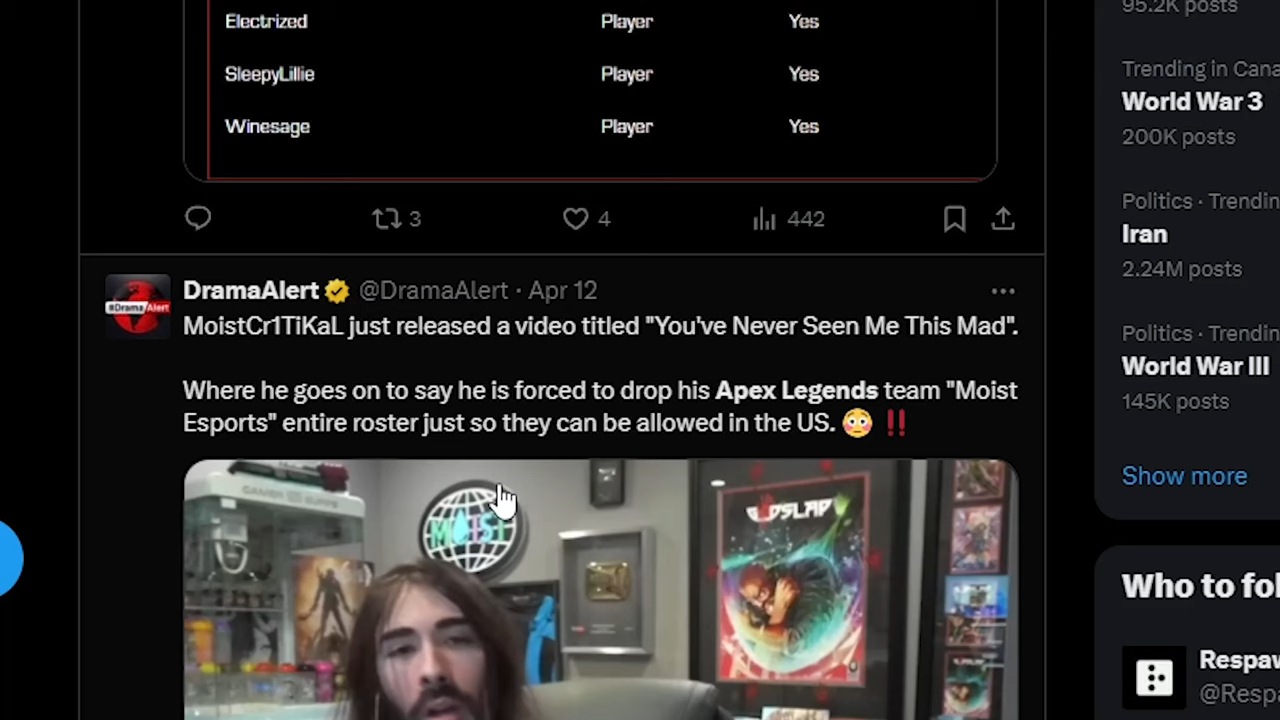 Electrized Player Yes
SleepyLillie Player Yes
Winesage Player Yes
3 4 442
DramaAlert @DramaAlert · Apr 12
#DramaAlert
MoistCr1TiKaL just released a video titled "You've Never Seen Me This Mad".
Where he goes on to say he is forced to drop his Apex Legends team "Moist
Esports" entire roster just so they can be allowed in the US. 😳 ‼️
GAMER SUPPS
MOIST
GODSLAP
95.2K posts
Trending in Cana
World War 3
200K posts
Politics · Trendin
Iran
2.24M posts
Politics · Trendin
World War III
145K posts
Show more
Who to fol
Respaw
@Respa